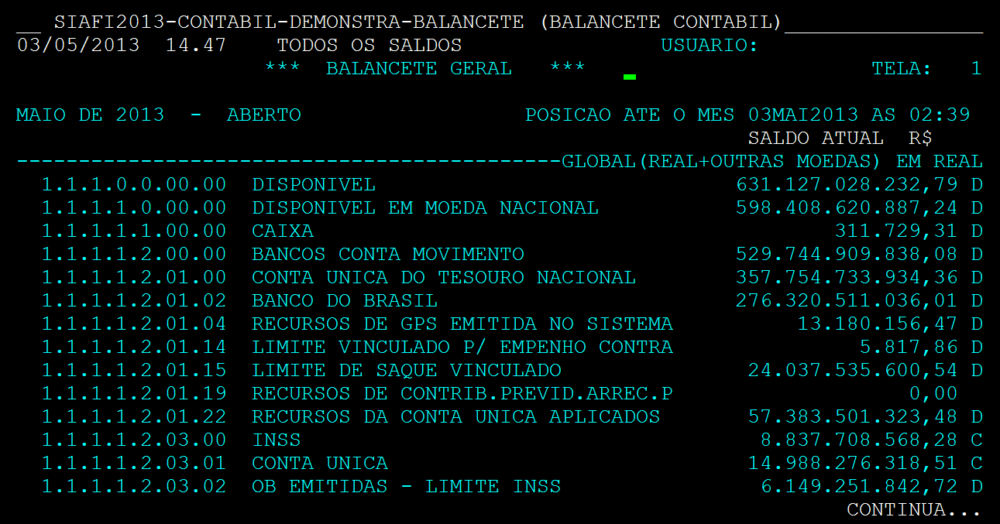 __ SIAFI2013-CONTABIL-DEMONSTRA-BALANCETE (BALANCETE CONTABIL)________________
03/05/2013  14.47    TODOS OS SALDOS                USUARIO:
***  BALANCETE GERAL   ***                       TELA:   1
MAIO DE 2013  -  ABERTO                  POSICAO ATE O MES 03MAI2013 AS 02:39
SALDO ATUAL  R$
--------------------------------------------GLOBAL(REAL+OUTRAS MOEDAS) EM REAL
1.1.1.0.0.00.00  DISPONIVEL                             631.127.028.232,79 D
1.1.1.1.0.00.00  DISPONIVEL EM MOEDA NACIONAL           598.408.620.887,24 D
1.1.1.1.1.00.00  CAIXA                                          311.729,31 D
1.1.1.1.2.00.00  BANCOS CONTA MOVIMENTO                 529.744.909.838,08 D
1.1.1.1.2.01.00  CONTA UNICA DO TESOURO NACIONAL        357.754.733.934,36 D
1.1.1.1.2.01.02  BANCO DO BRASIL                        276.320.511.036,01 D
1.1.1.1.2.01.04  RECURSOS DE GPS EMITIDA NO SISTEMA          13.180.156,47 D
1.1.1.1.2.01.14  LIMITE VINCULADO P/ EMPENHO CONTRA               5.817,86 D
1.1.1.1.2.01.15  LIMITE DE SAQUE VINCULADO               24.037.535.600,54 D
1.1.1.1.2.01.19  RECURSOS DE CONTRIB.PREVID.ARREC.P                   0,00
1.1.1.1.2.01.22  RECURSOS DA CONTA UNICA APLICADOS       57.383.501.323,48 D
1.1.1.1.2.03.00  INSS                                     8.837.708.568,28 C
1.1.1.1.2.03.01  CONTA UNICA                             14.988.276.318,51 C
1.1.1.1.2.03.02  OB EMITIDAS - LIMITE INSS                6.149.251.842,72 D
CONTINUA...